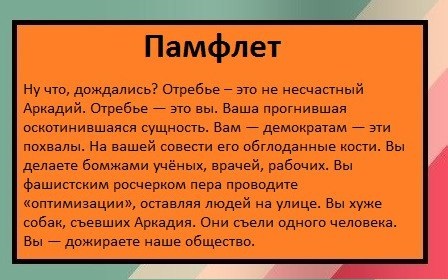 Памфлет
Ну что, дождались? Отребье – это не несчастный
Аркадий. Отребье — это вы. Ваша прогнившая
оскотинившаяся сущность. Вам — демократам — эти
похвалы. На вашей совести его обглоданные кости. Вы
делаете бомжами учёных, врачей, рабочих. Вы
фашистским росчерком пера проводите
«оптимизации», оставляя людей на улице. Вы хуже
собак, съевших Аркадия. Они съели одного человека.
Вы — дожираете наше общество.